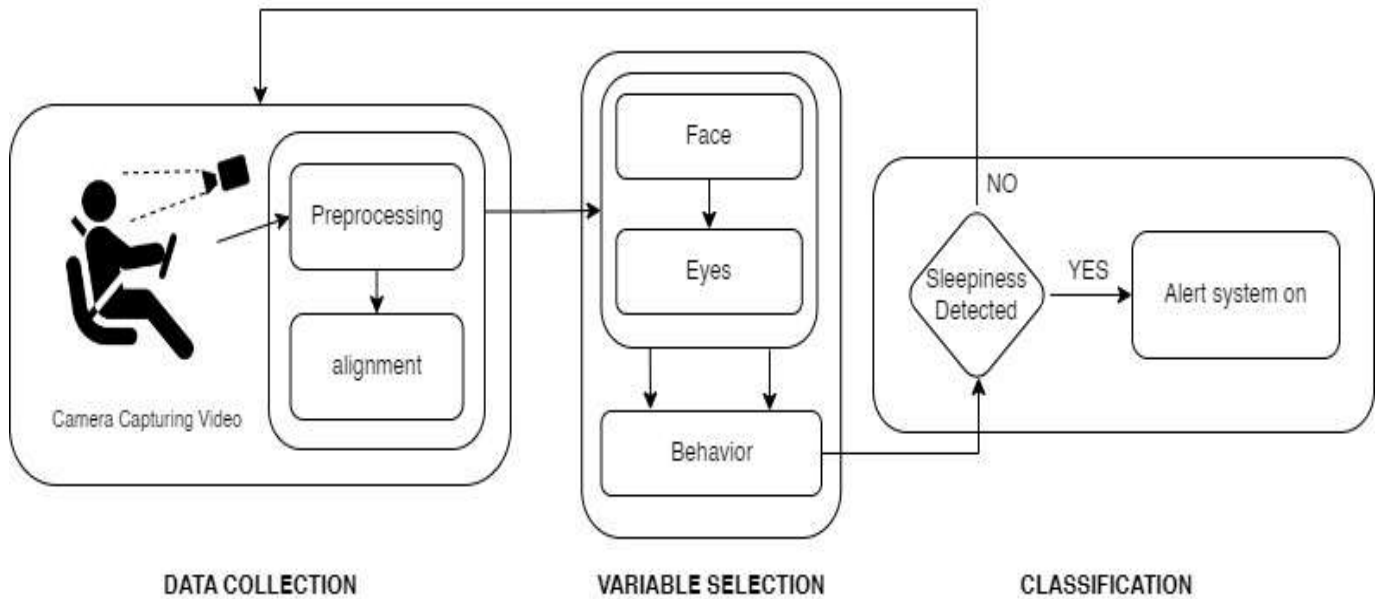 Camera Capturing Video
Preprocessing
alignment
DATA COLLECTION
Face
Eyes
Behavior
VARIABLE SELECTION
Sleepiness
Detected
NO
YES
Alert system on
CLASSIFICATION